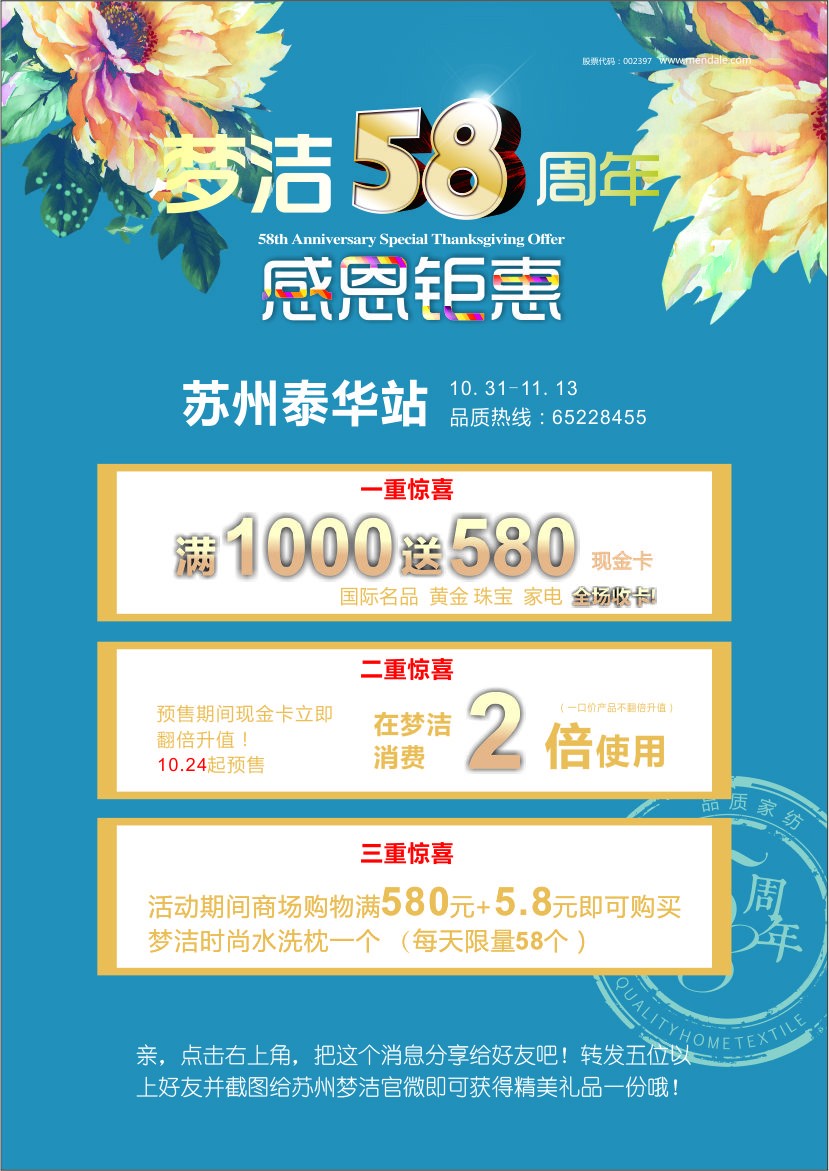 股票代码：002397 www.mendale.com
梦洁58周年
58th Anniversary Special Thanksgiving Offer
感恩钜惠
苏州泰华站
10.31-11.13
品质热线：65228455
一重惊喜
满1000送580 现金卡
国际名品 黄金 珠宝 家电 全场收卡!
二重惊喜
预售期间现金卡立即
翻倍升值！
10.24起预售
在梦洁
消费
2倍使用
（一口价产品不翻倍升值）
三重惊喜
活动期间商场购物满580元+5.8元即可购买
梦洁时尚水洗枕一个 （每天限量58个）
品质家纺
周年
QUALITYHOMETEXTILE
亲，点击右上角，把这个消息分享给好友吧！转发五位以
上好友并截图给苏州梦洁官微即可获得精美礼品一份哦！